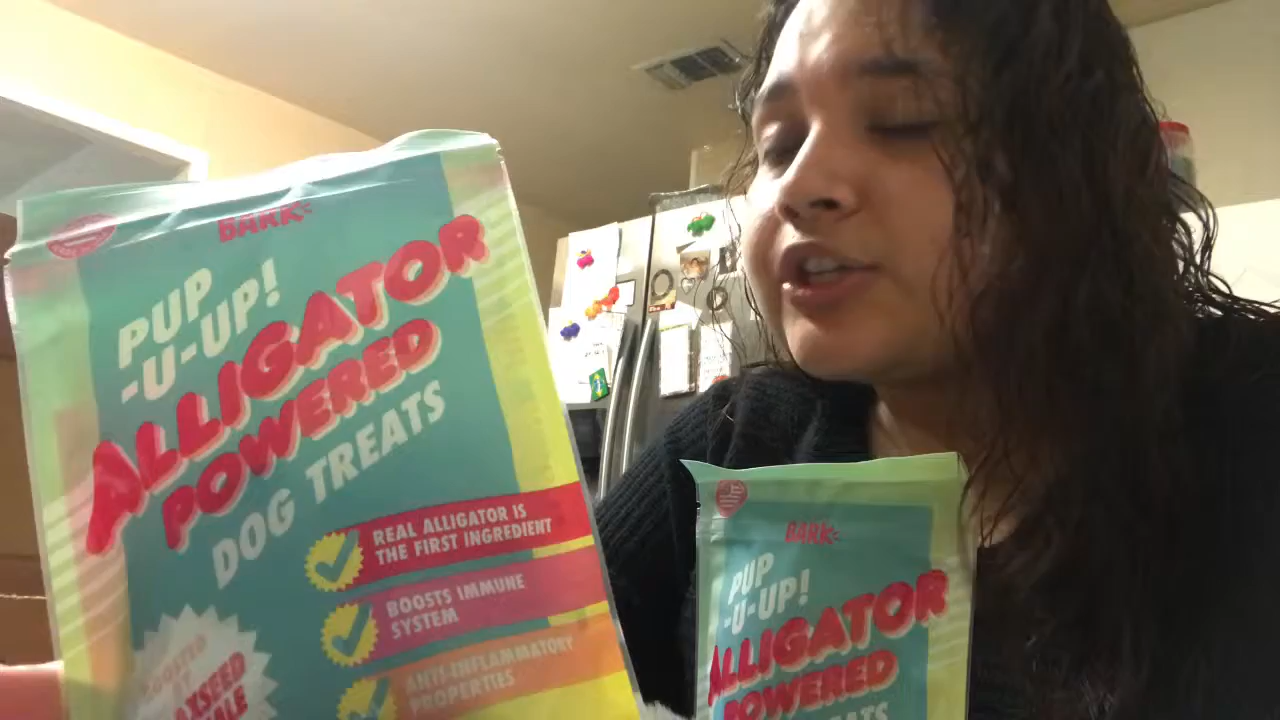 BARK
PUP
-U-UP!
ALLIGATOR
POWERED
DOG TREATS
REAL ALLIGATOR IS
THE FIRST INGREDIENT
BOOSTS IMMUNE
SYSTEM
ANTI-INFLAMMATORY
PROPERTIES
BARK
PUP
-U-UP!
ALLIGATOR
POWERED